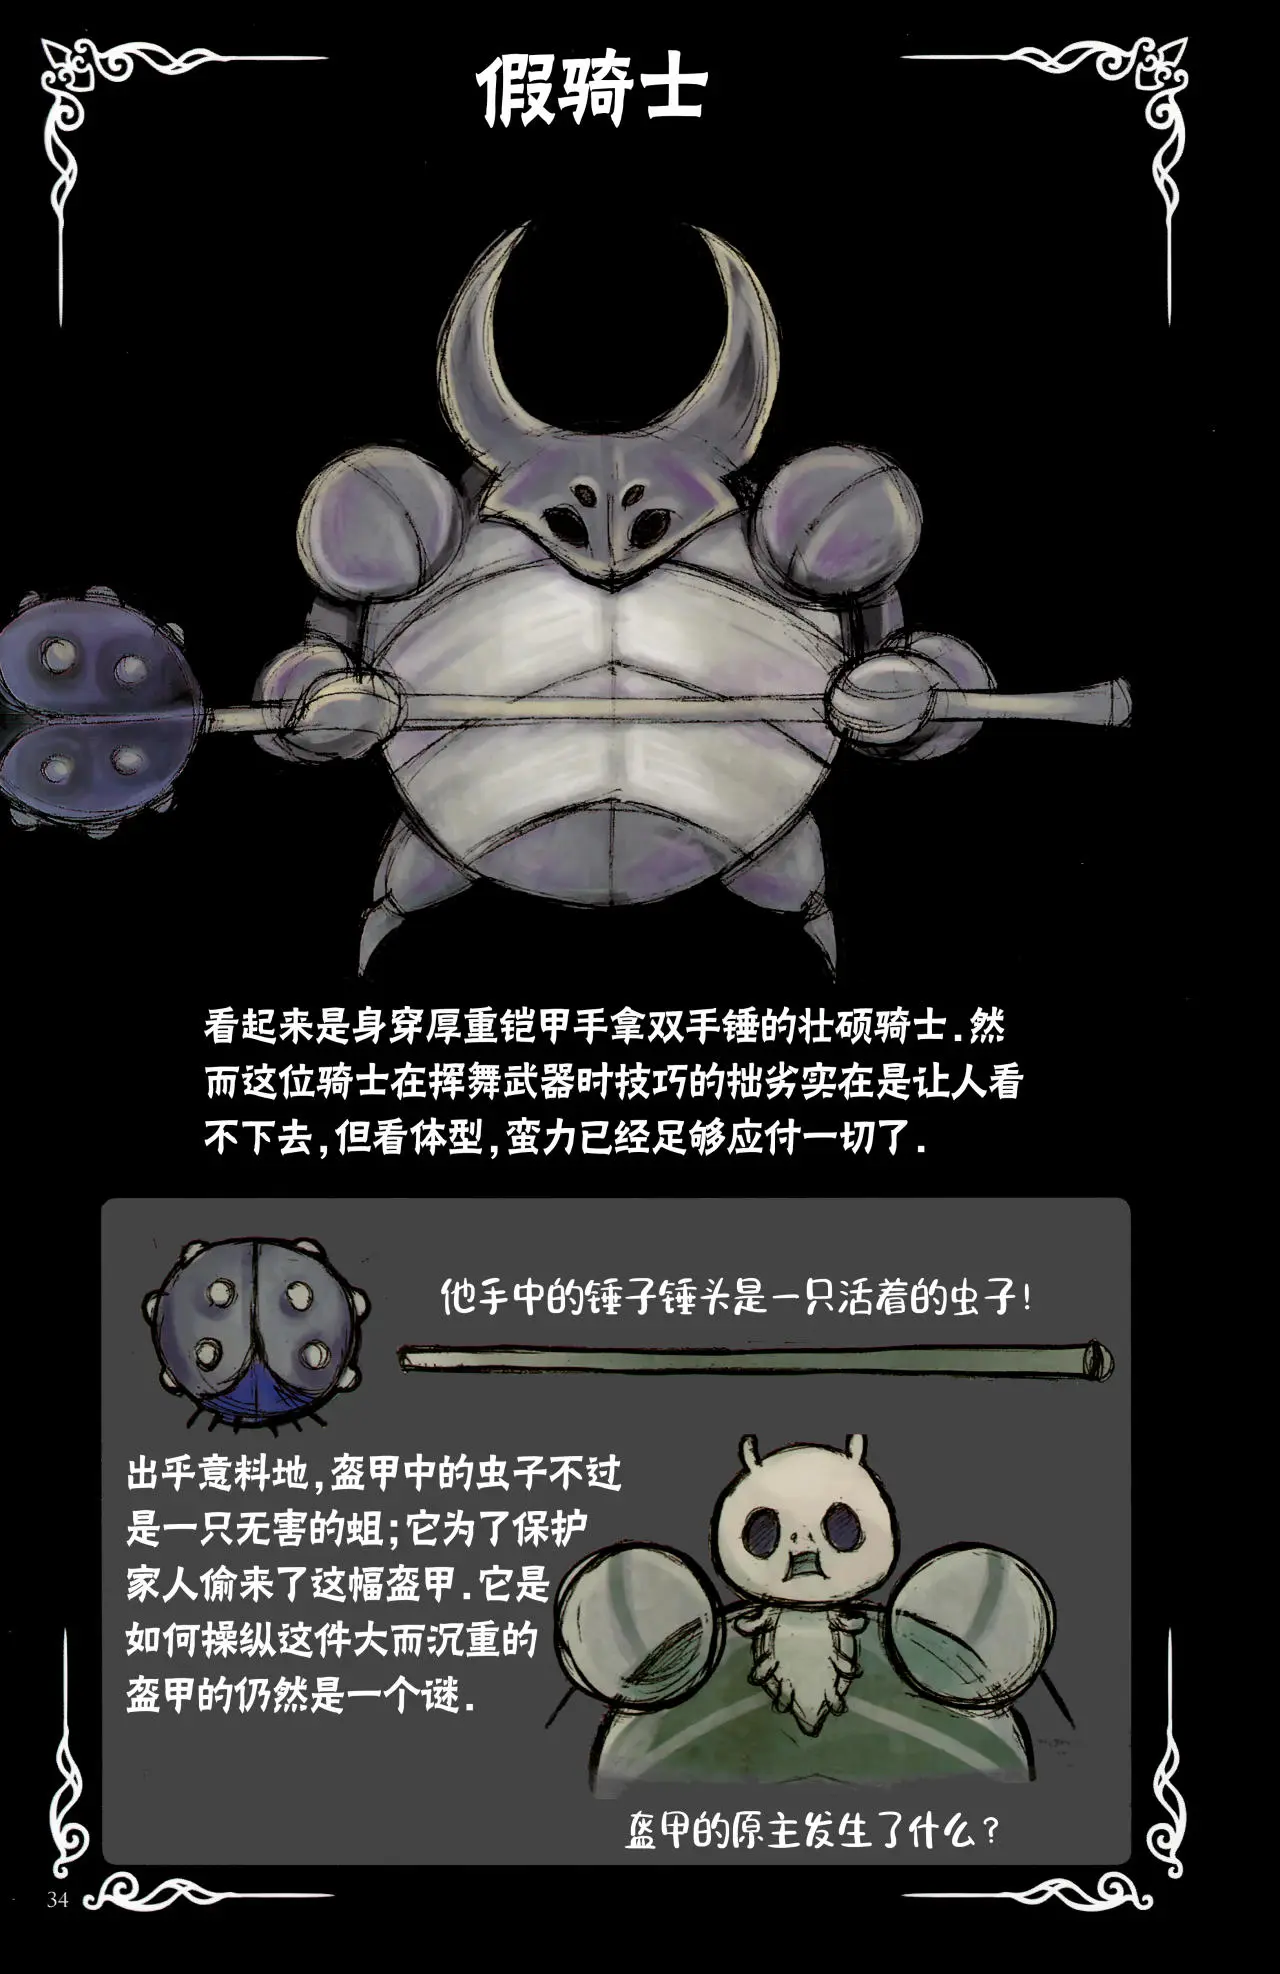 假骑士
看起来是身穿厚重铠甲手拿双手锤的壮硕骑士.然
而这位骑士在挥舞武器时技巧的拙劣实在是让人看
不下去,但看体型,蛮力已经足够应付一切了.
他手中的锤子锤头是一只活着的虫子!
出乎意料地,盔甲中的虫子不过
是一只无害的蛆;它为了保护
家人偷来了这幅盔甲.它是
如何操纵这件大而沉重的
盔甲的仍然是一个谜.
盔甲的原主发生了什么?
34